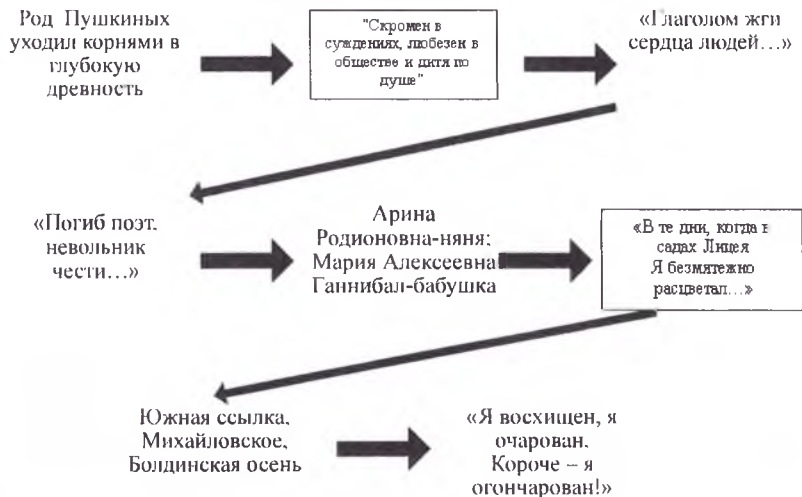 Род Пушкиных
уходил корнями в
глубокую
древность
"Скромен в
суждениях, любезен в
обществе и дитя по
душе"
«Глаголом жги
сердца людей…»
«Погиб поэт,
невольник
чести…»
Арина
Родионовна-няня;
Мария Алексеевна
Ганнибал-бабушка
«В те дни, когда в
садах Лицея
Я безмятежно
расцветал…»
Южная ссылка,
Михайловское,
Болдинская осень
«Я восхищен, я
очарован,
Короче – я
огончарован!»